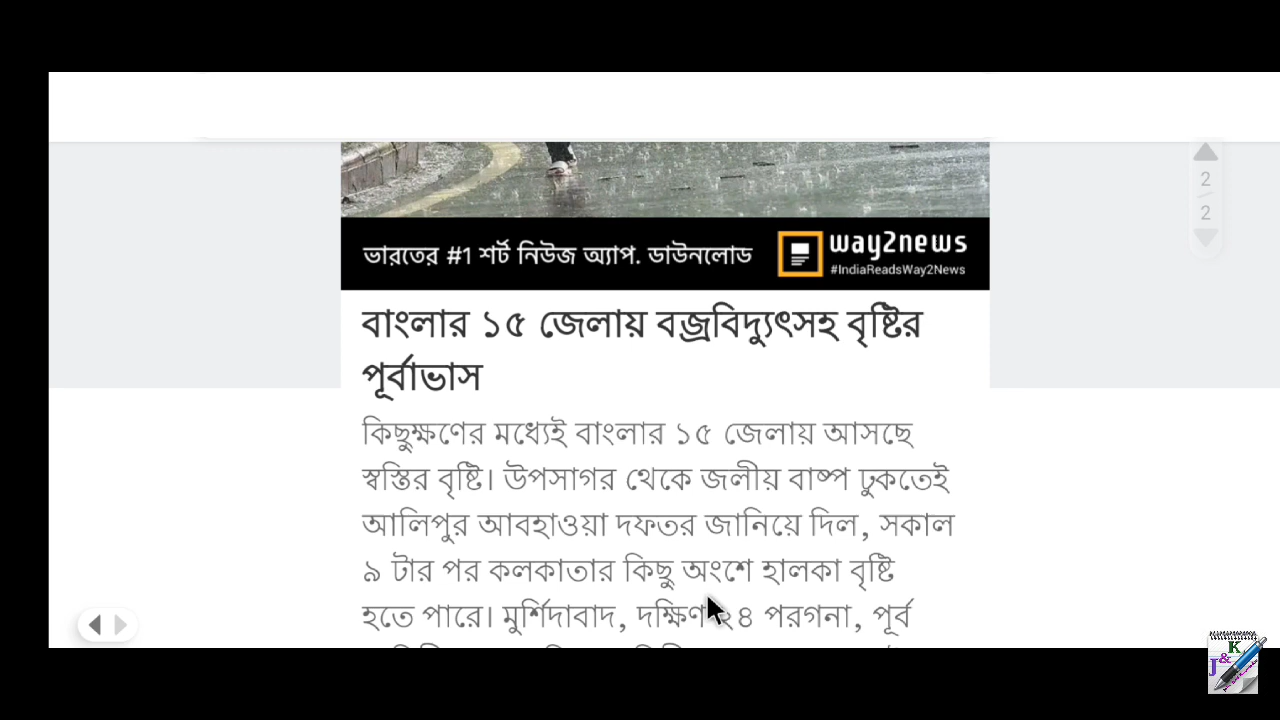 2
2
ভারতের #1 শর্ট নিউজ অ্যাপ. ডাউনলোড
way2news
#IndiaReadsWay2News
বাংলার ১৫ জেলায় বজ্রবিদ্যুৎসহ বৃষ্টির
পূর্বাভাস
কিছুক্ষণের মধ্যেই বাংলার ১৫ জেলায় আসছে
স্বস্তির বৃষ্টি। উপসাগর থেকে জলীয় বাষ্প ঢুকতেই
আলিপুর আবহাওয়া দফতর জানিয়ে দিল, সকাল
৯ টার পর কলকাতার কিছু অংশে হালকা বৃষ্টি
হতে পারে। মুর্শিদাবাদ, দক্ষিণ ২৪ পরগনা, পূর্ব
J&K